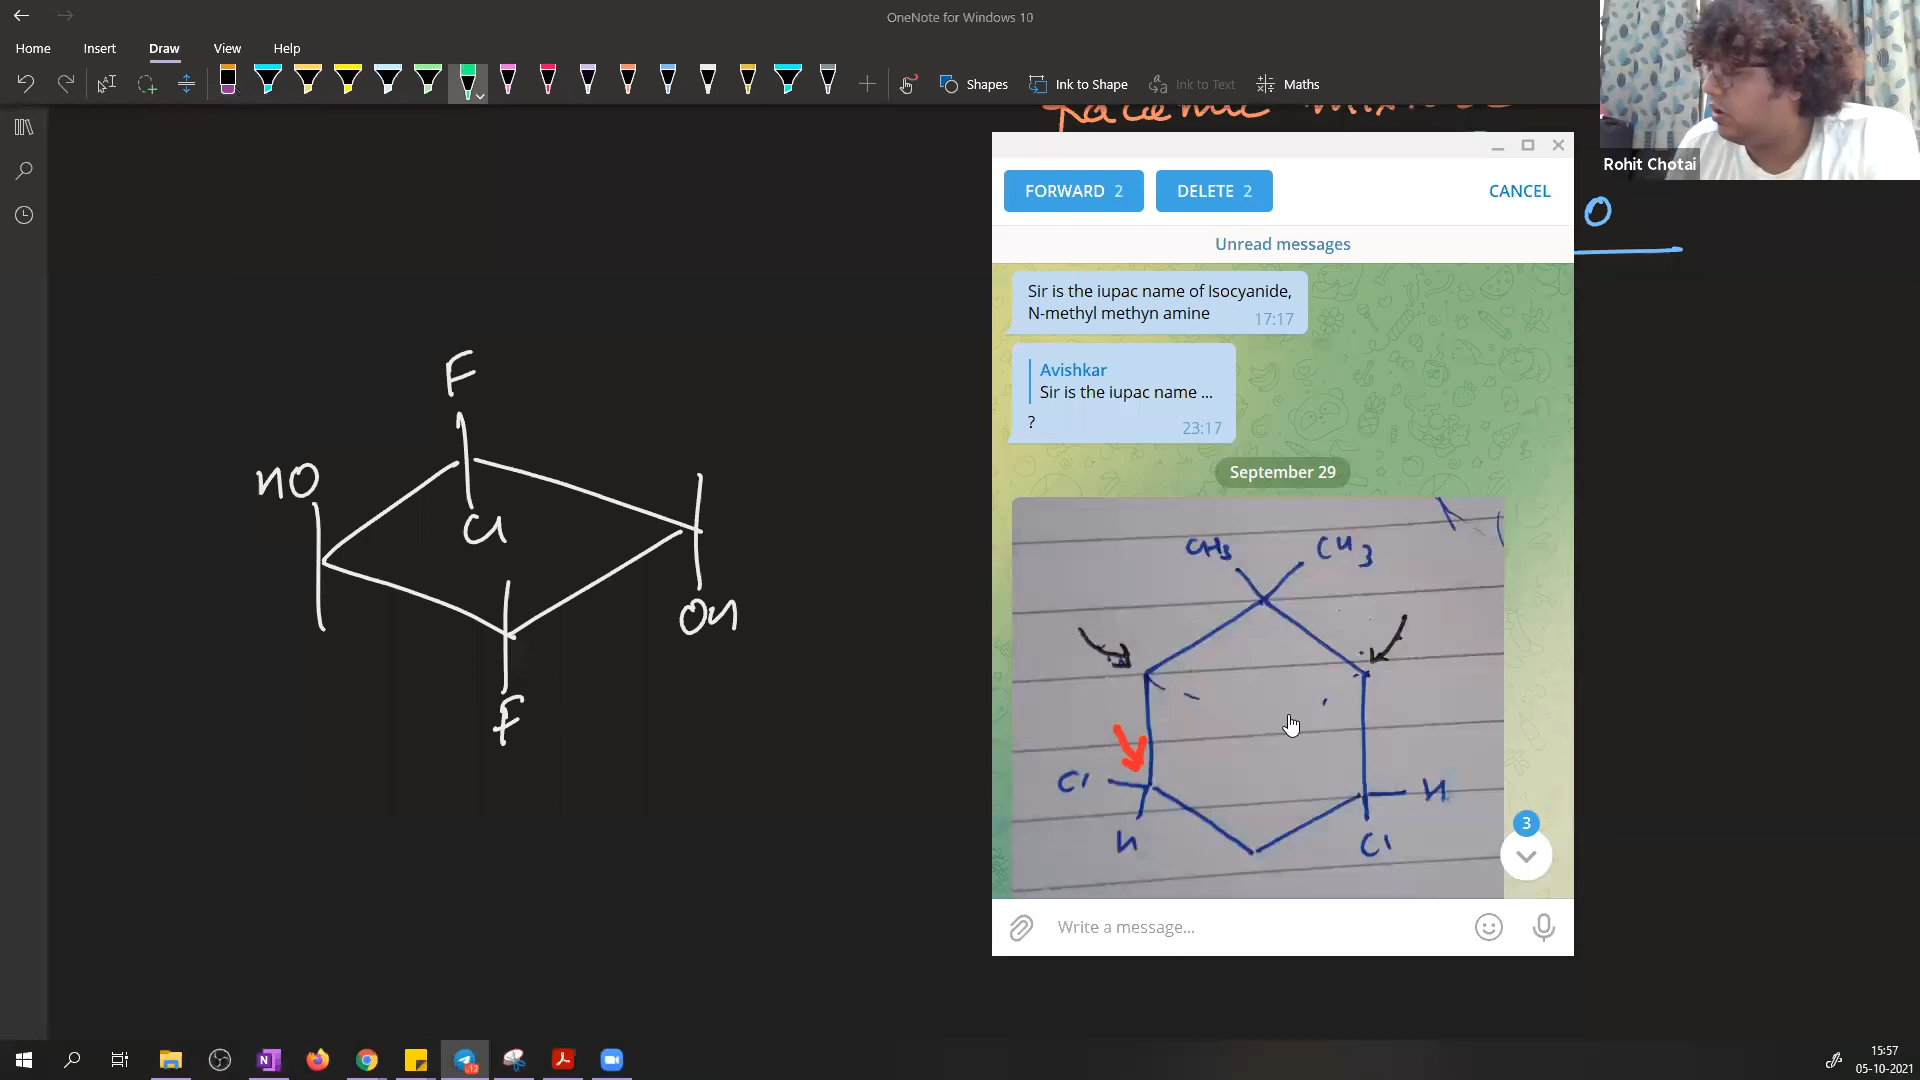 OneNote for Windows 10
Home Insert Draw View Help
Shapes Ink to Shape Ink to Text Maths
Rohit Chotai
FORWARD 2 DELETE 2 CANCEL
O
Unread messages
Sir is the iupac name of Isocyanide,
N-methyl methyn amine 17:17
Avishkar
Sir is the iupac name ...
?
23:17
September 29
F
HO
Cl
OH
F
CH3 CH3
Cl H
H Cl
3
Write a message...
15:57
05-10-2021